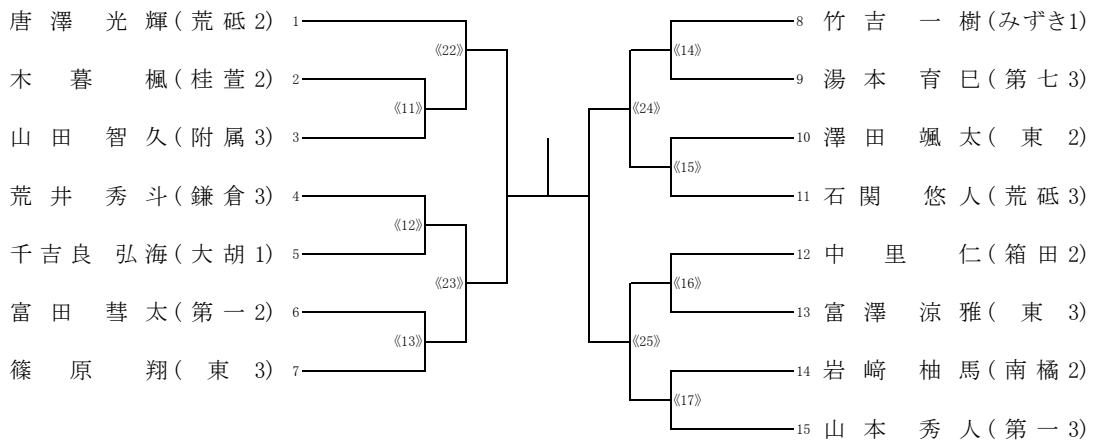 唐澤 光輝(荒砥2) 1
木暮 楓(桂萱2) 2
山田 智久(附属3) 3
荒井 秀斗(鎌倉3) 4
千吉良 弘海(大胡1) 5
富田 彗太(第一2) 6
篠原 翔(東3) 7
《22》
《11》
《12》
《23》
《13》
8 竹吉 一樹(みずき1)
9 湯本 育巳(第七3)
10 澤田 颯太(東2)
11 石関 悠人(荒砥3)
12 中里 仁(箱田2)
13 富澤 涼雅(東3)
14 岩﨑 柚馬(南橘2)
15 山本 秀人(第一3)
《14》
《24》
《15》
《16》
《25》
《17》